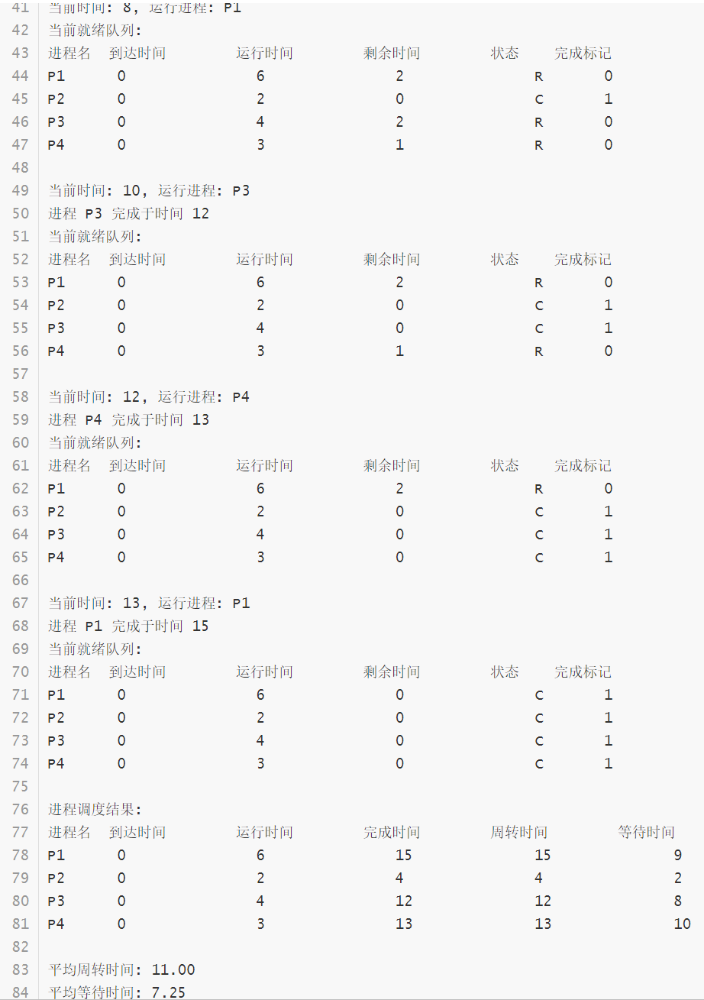 41 当前时间: 8, 运行进程: P1
42 当前就绪队列:
43 进程名 到达时间 运行时间 剩余时间 状态 完成标记
44 P1 0 6 2 R 0
45 P2 0 2 0 C 1
46 P3 0 4 2 R 0
47 P4 0 3 1 R 0
48
49 当前时间: 10, 运行进程: P3
50 进程 P3 完成于时间 12
51 当前就绪队列:
52 进程名 到达时间 运行时间 剩余时间 状态 完成标记
53 P1 0 6 2 R 0
54 P2 0 2 0 C 1
55 P3 0 4 0 C 1
56 P4 0 3 1 R 0
57
58 当前时间: 12, 运行进程: P4
59 进程 P4 完成于时间 13
60 当前就绪队列:
61 进程名 到达时间 运行时间 剩余时间 状态 完成标记
62 P1 0 6 2 R 0
63 P2 0 2 0 C 1
64 P3 0 4 0 C 1
65 P4 0 3 0 C 1
66
67 当前时间: 13, 运行进程: P1
68 进程 P1 完成于时间 15
69 当前就绪队列:
70 进程名 到达时间 运行时间 剩余时间 状态 完成标记
71 P1 0 6 0 C 1
72 P2 0 2 0 C 1
73 P3 0 4 0 C 1
74 P4 0 3 0 C 1
75
76 进程调度结果:
77 进程名 到达时间 运行时间 完成时间 周转时间 等待时间
78 P1 0 6 15 15 9
79 P2 0 2 4 4 2
80 P3 0 4 12 12 8
81 P4 0 3 13 13 10
82
83 平均周转时间: 11.00
84 平均等待时间: 7.25